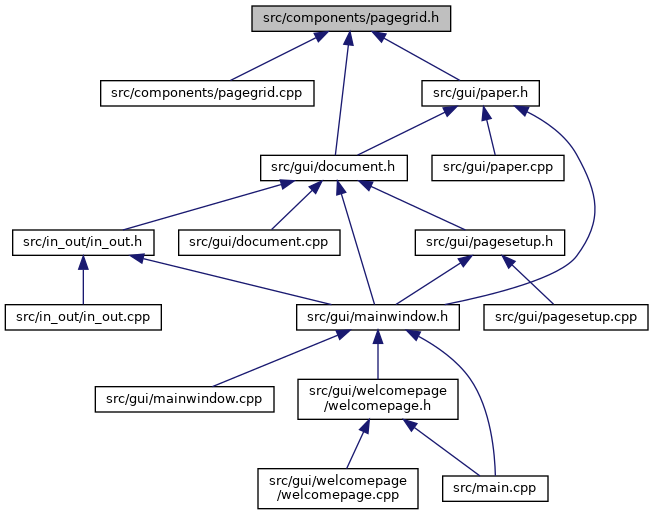 src/components/pagegrid.h
src/components/pagegrid.cpp
src/gui/paper.h
src/gui/document.h
src/gui/paper.cpp
src/in_out/in_out.h
src/gui/document.cpp
src/gui/pagesetup.h
src/in_out/in_out.cpp
src/gui/mainwindow.h
src/gui/pagesetup.cpp
src/gui/mainwindow.cpp
src/gui/welcomepage
/welcomepage.h
src/gui/welcomepage
/welcomepage.cpp
src/main.cpp